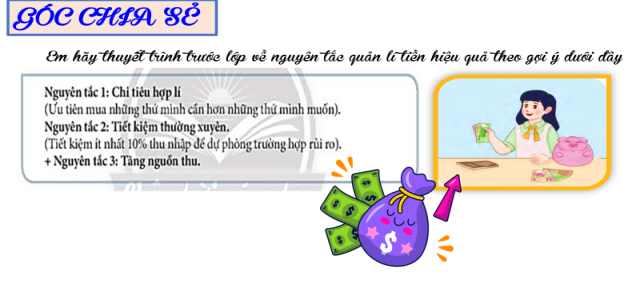 GÓC CHIA SẺ
Em hãy thuyết trình trước lớp về nguyên tắc quản lí tiền hiệu quả theo gợi ý dưới đây
Nguyên tắc 1: Chi tiêu hợp lí
(Ưu tiên mua những thứ mình cần hơn những thứ mình muốn).
Nguyên tắc 2: Tiết kiệm thường xuyên.
(Tiết kiệm ít nhất 10% thu nhập để dự phòng trường hợp rủi ro).
+ Nguyên tắc 3: Tăng nguồn thu.